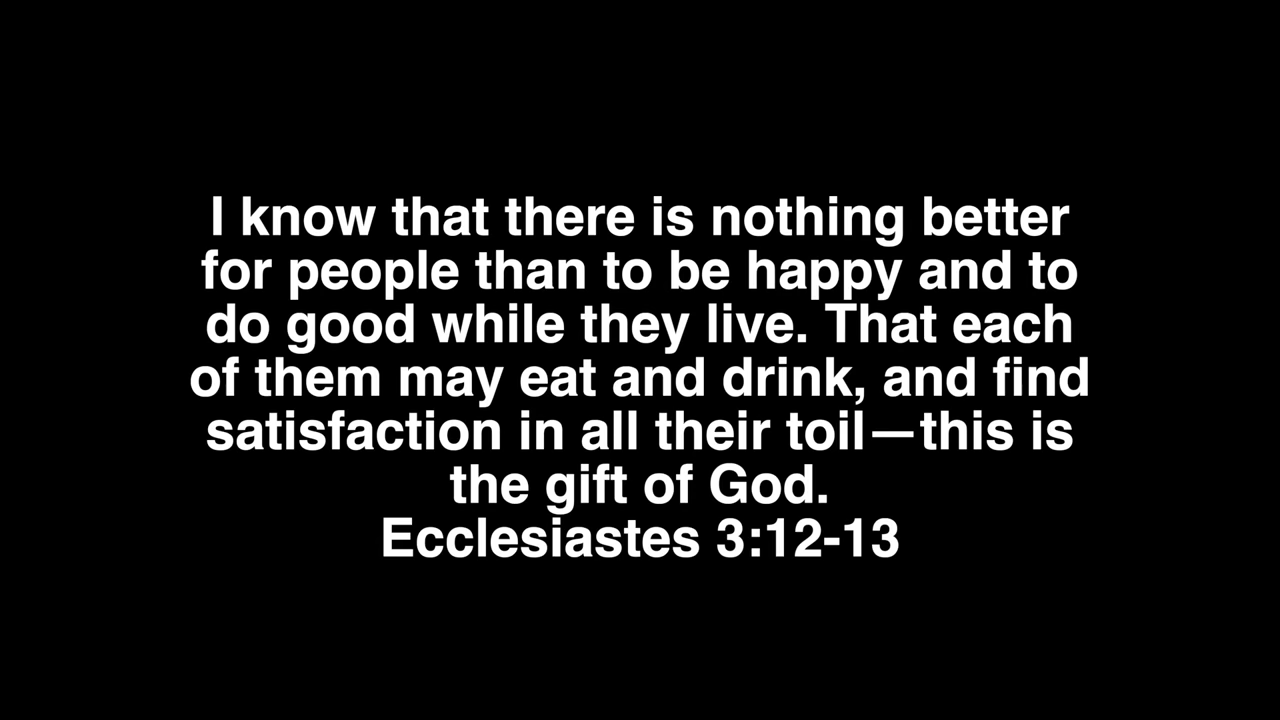 I know that there is nothing better
for people than to be happy and to
do good while they live. That each
of them may eat and drink, and find
satisfaction in all their toil—this is
the gift of God.
Ecclesiastes 3:12-13